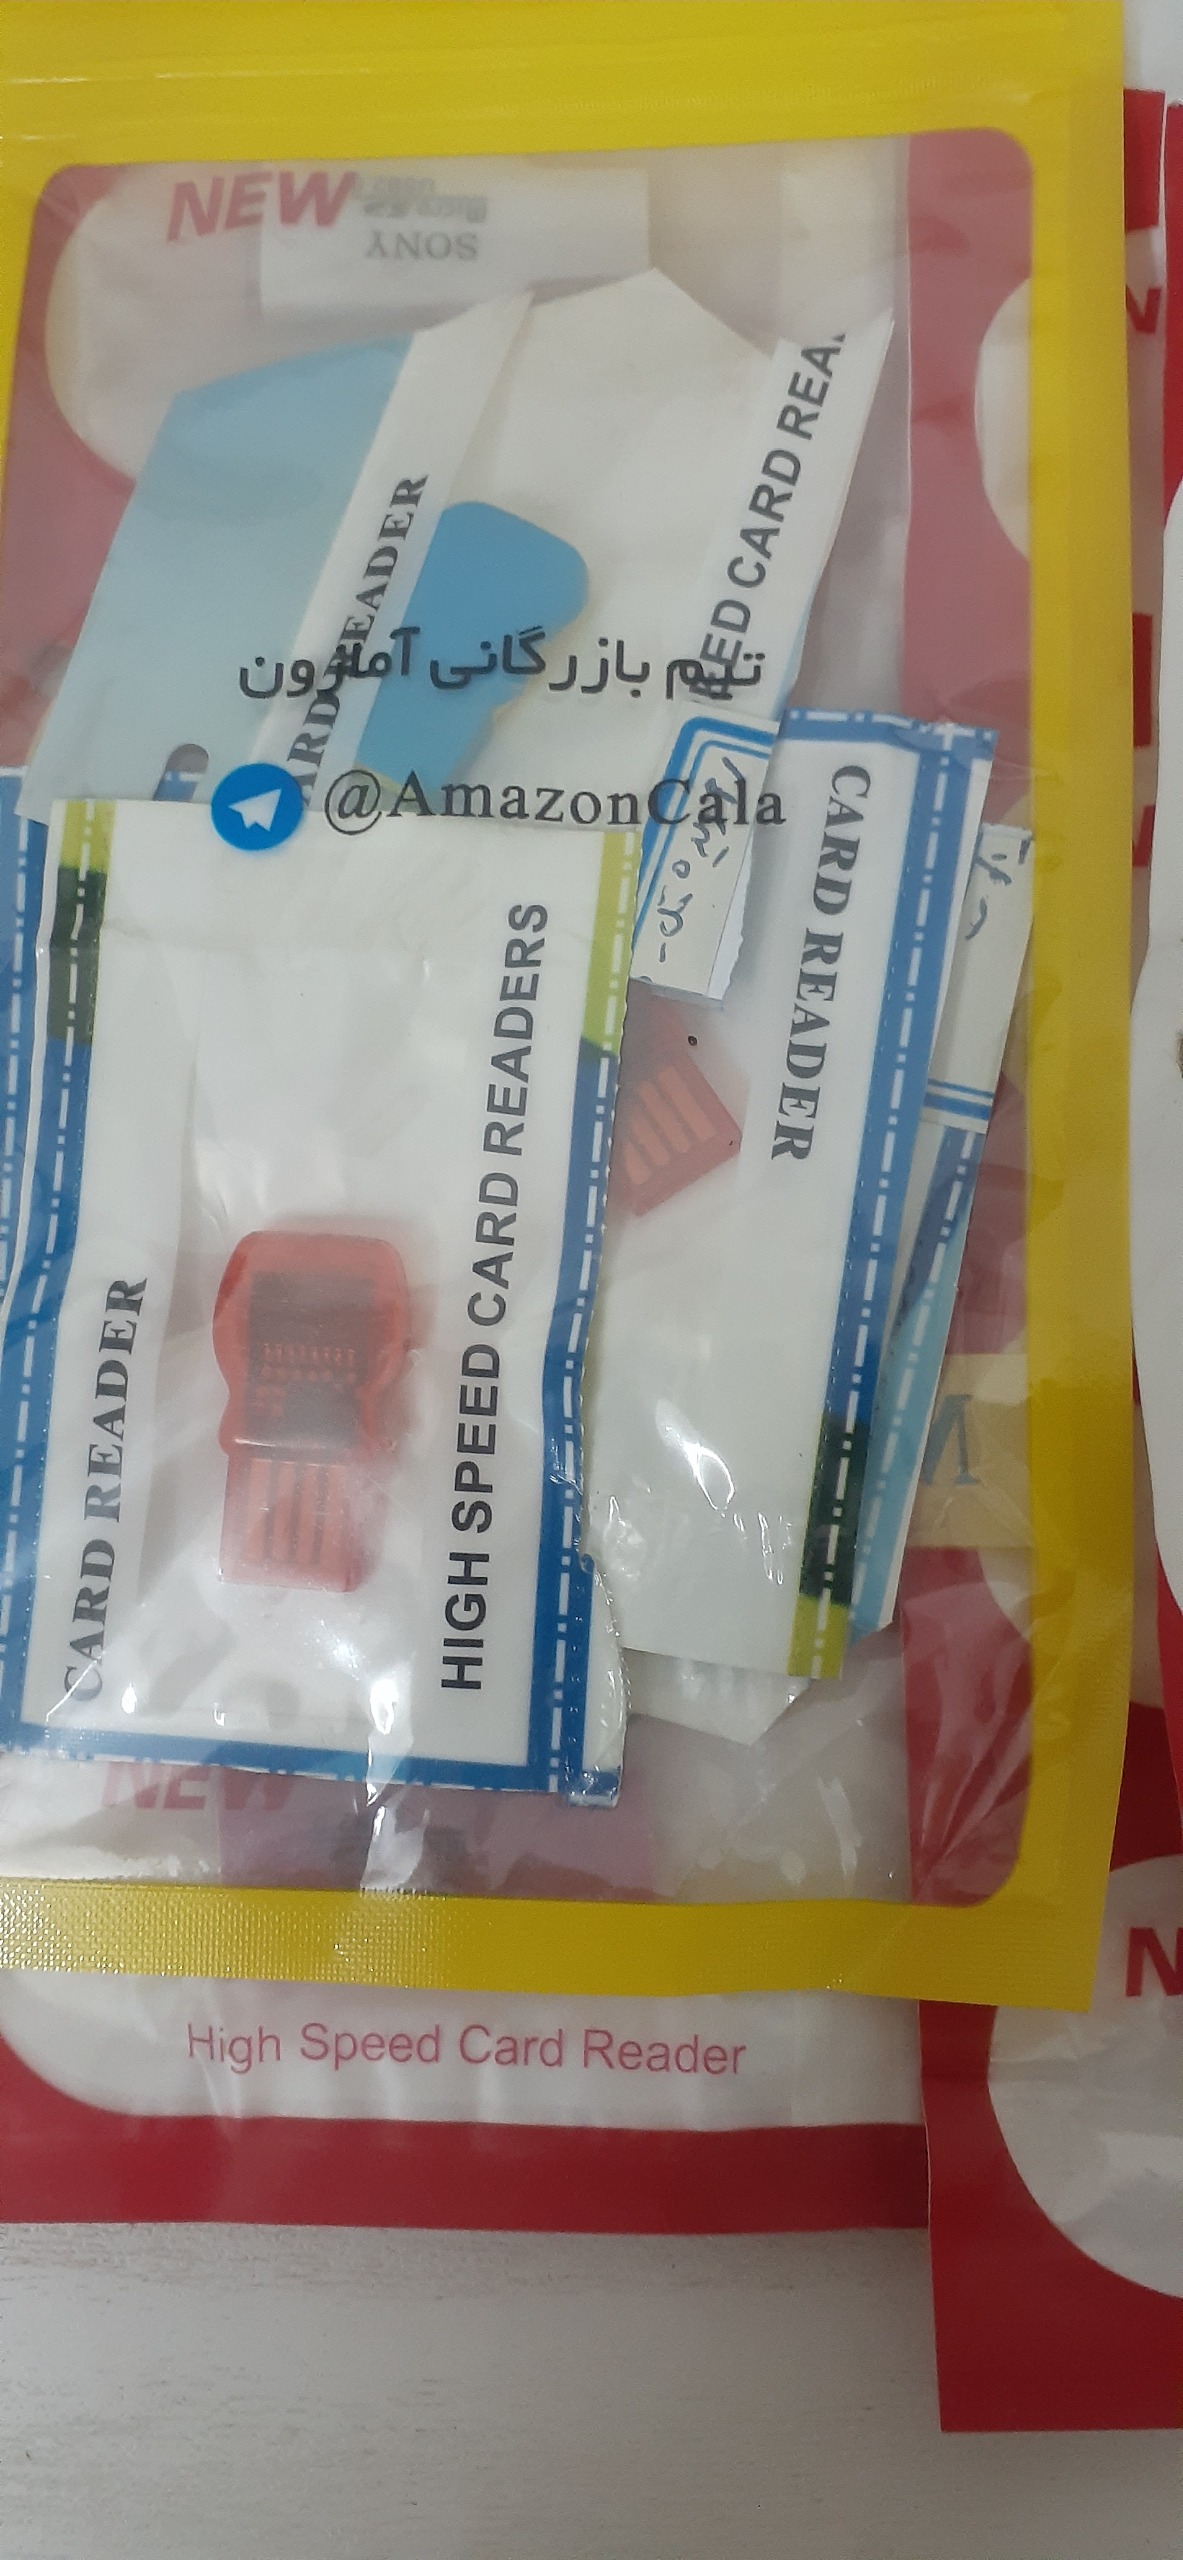 NEW
SONY
CARD READER
EED CARD REA
تیم بازرگانی آمازون
@AmazonCala
CARD READER
CARD READER
HIGH SPEED CARD READERS
NEW
High Speed Card Reader